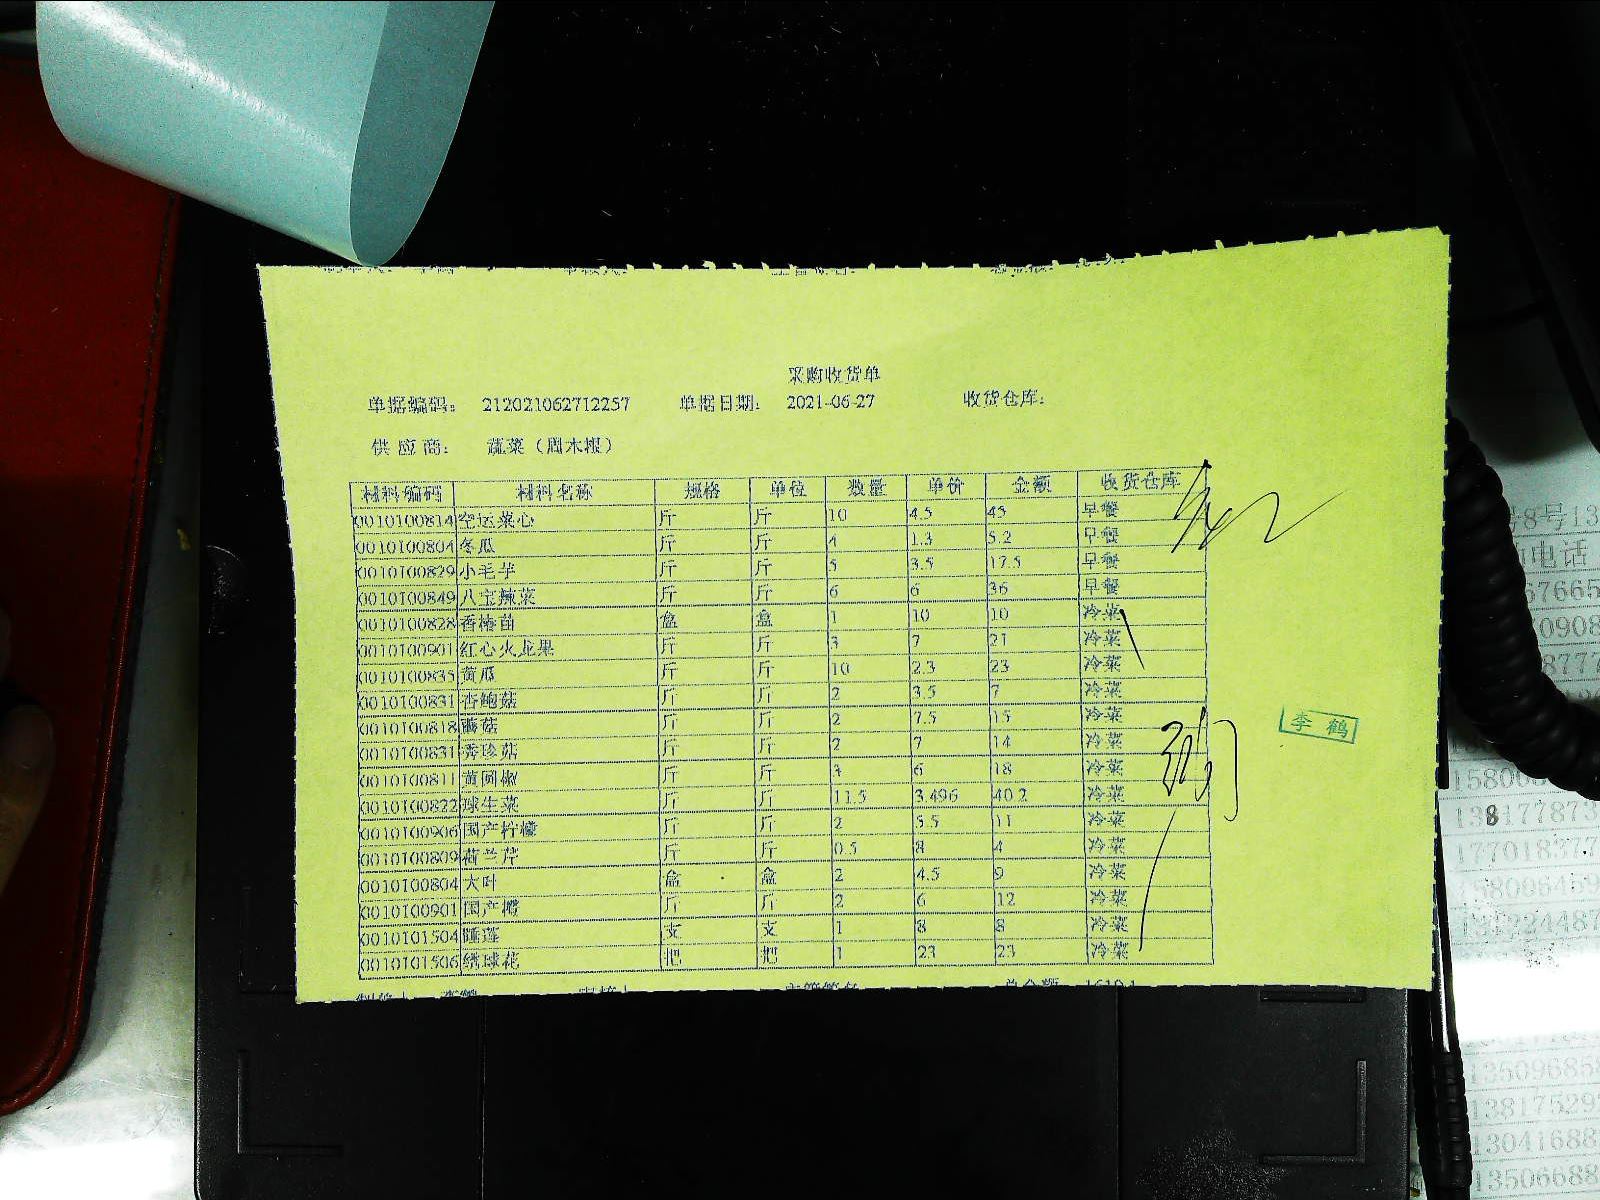 采购收货单
单据编码： 212021062712257 单据日期： 2021-06-27 收货仓库：
供 应 商： 蔬菜（周木根）
材料编码 材料名称 规格 单位 数量 单价 金额 收货仓库
0010100814 空运菜心 斤 斤 10 4.5 45 早餐
0010100804 冬瓜 斤 斤 4 1.3 5.2 早餐
0010100829 小毛芋 斤 斤 5 3.5 17.5 早餐
0010100849 八宝辣菜 斤 斤 6 6 36 早餐
0010100828 香椿苗 盒 盒 1 10 10 冷菜
0010100901 红心火龙果 斤 斤 3 7 21 冷菜
0010100835 黄瓜 斤 斤 10 2.3 23 冷菜
0010100831 杏鲍菇 斤 斤 2 3.5 7 冷菜
0010100818 蘑菇 斤 斤 2 7.5 15 冷菜
0010100831 秀珍菇 斤 斤 2 7 14 冷菜
0010100811 黄圆椒 斤 斤 3 6 18 冷菜
0010100822 球生菜 斤 斤 11.5 3.496 40.2 冷菜
0010100906 国产柠檬 斤 斤 2 5.5 11 冷菜
0010100809 荷兰芹 斤 斤 0.5 8 4 冷菜
0010100804 大叶 盒 盒 2 4.5 9 冷菜
0010100901 国产橙 斤 斤 2 6 12 冷菜
0010101504 睡莲 支 支 1 8 8 冷菜
0010101506 绣球花 把 把 1 23 23 冷菜
李鹤